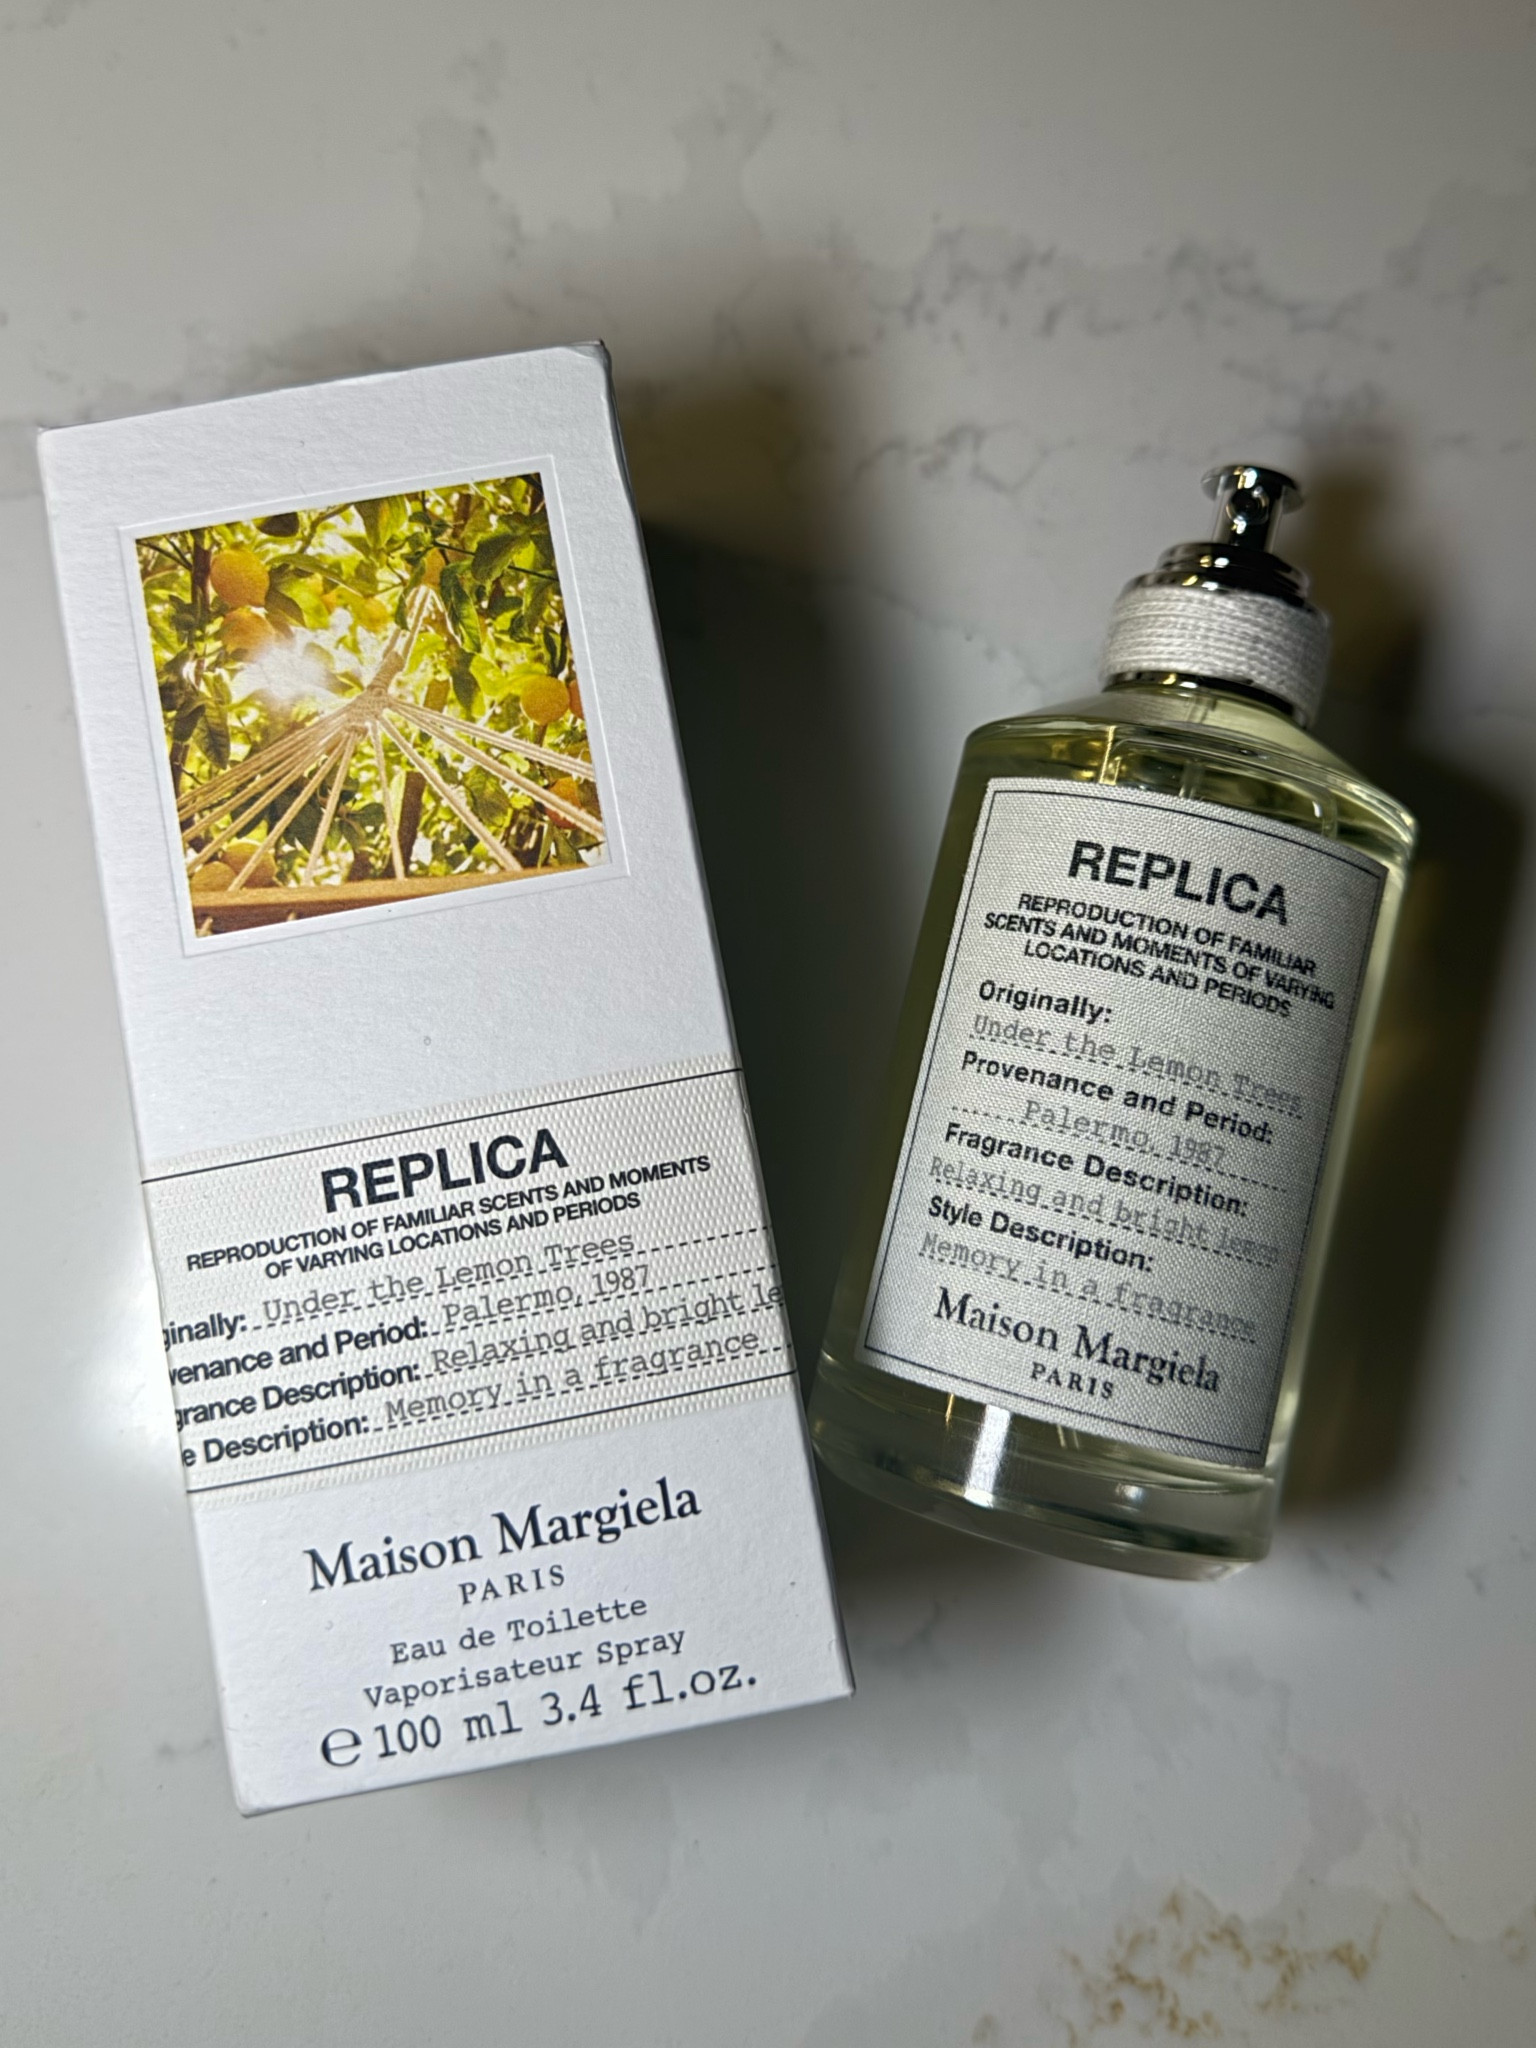 REPLICA
REPRODUCTION OF FAMILIAR SCENTS AND MOMENTS
OF VARYING LOCATIONS AND PERIODS
ginally: Under the Lemon Trees
venance and Period: Palermo, 1987
grance Description: Relaxing and bright le
e Description: Memory in a fragrance
Maison Margiela
PARIS
Eau de Toilette
Vaporisateur Spray
℮ 100 ml 3.4 fl.oz.
REPLICA
REPRODUCTION OF FAMILIAR
SCENTS AND MOMENTS OF VARYING
LOCATIONS AND PERIODS
Originally:
Under the Lemon Trees
Provenance and Period:
Palermo, 1987
Fragrance Description:
Relaxing and bright lemon
Style Description:
Memory in a fragrance
Maison Margiela
PARIS